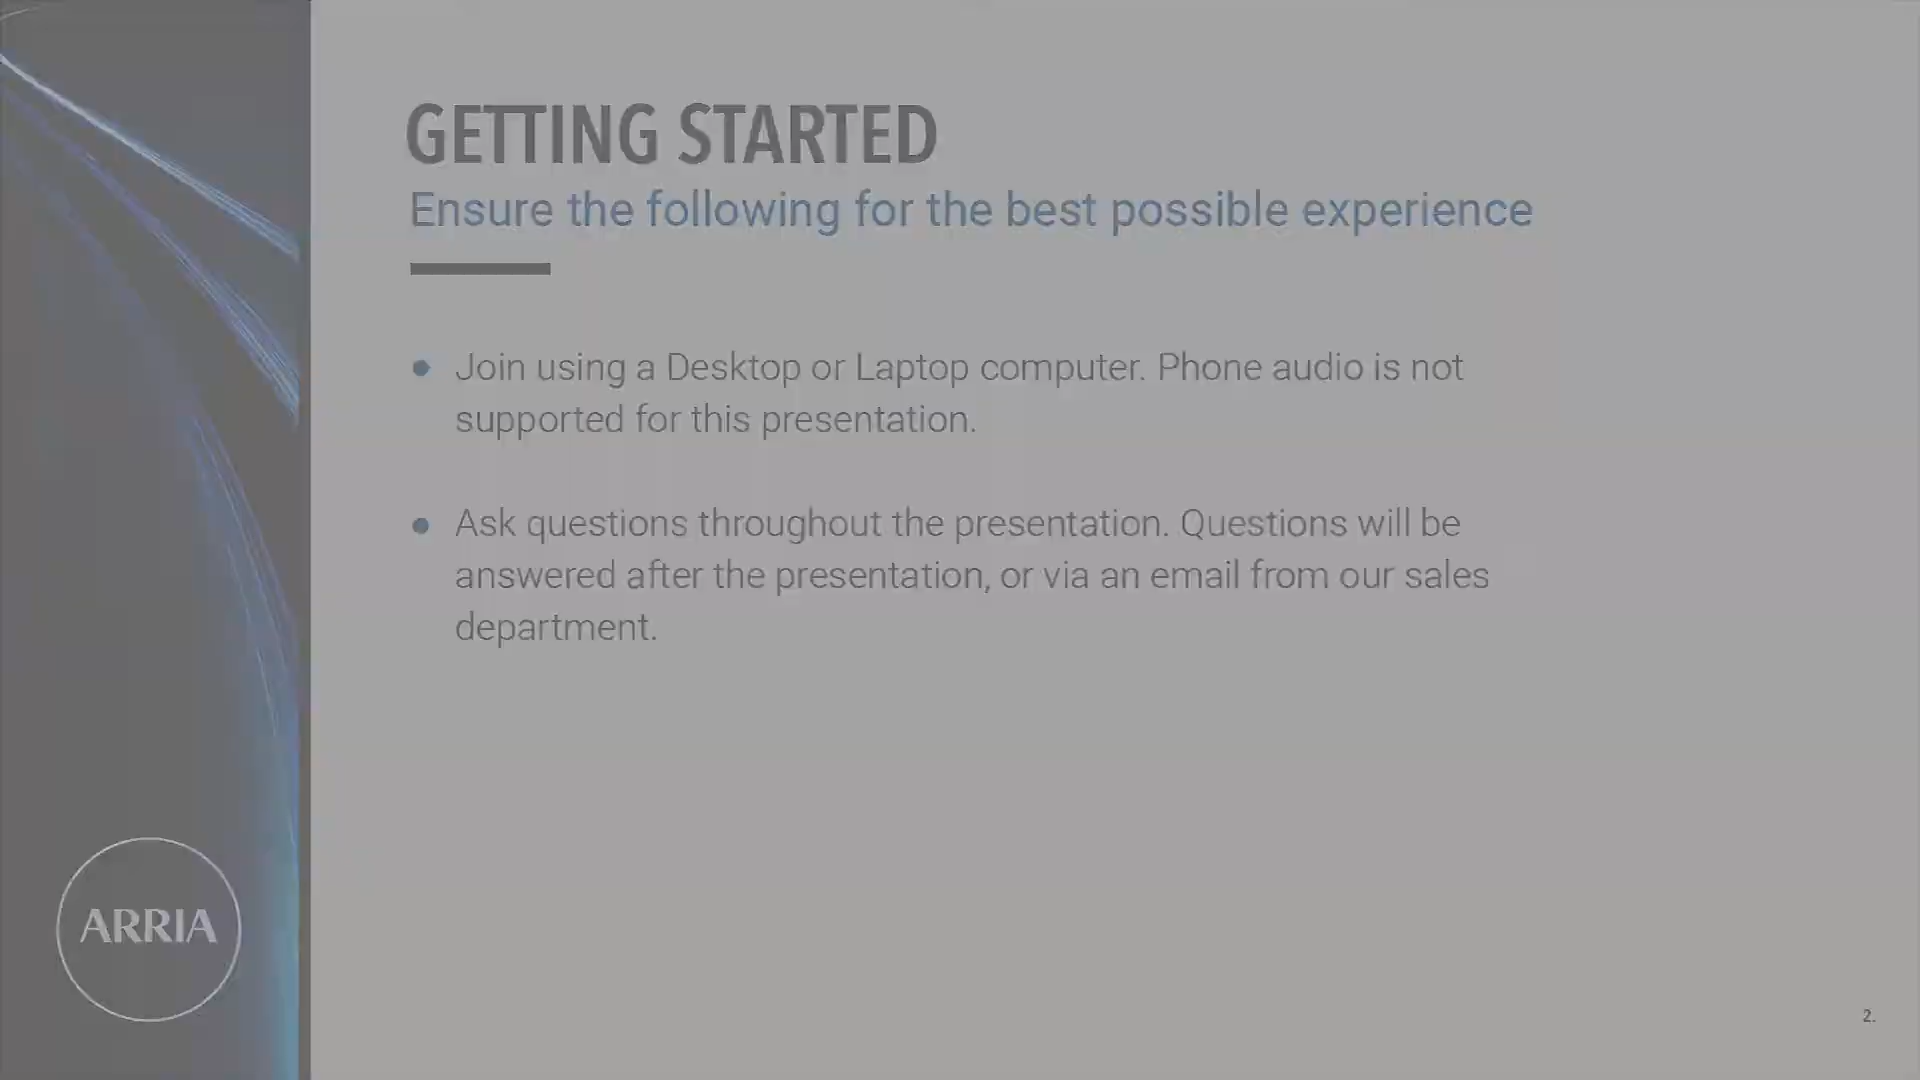 GETTING STARTED
Ensure the following for the best possible experience
Join using a Desktop or Laptop computer. Phone audio is not
supported for this presentation.
Ask questions throughout the presentation. Questions will be
answered after the presentation, or via an email from our sales
department.
ARRIA
2.